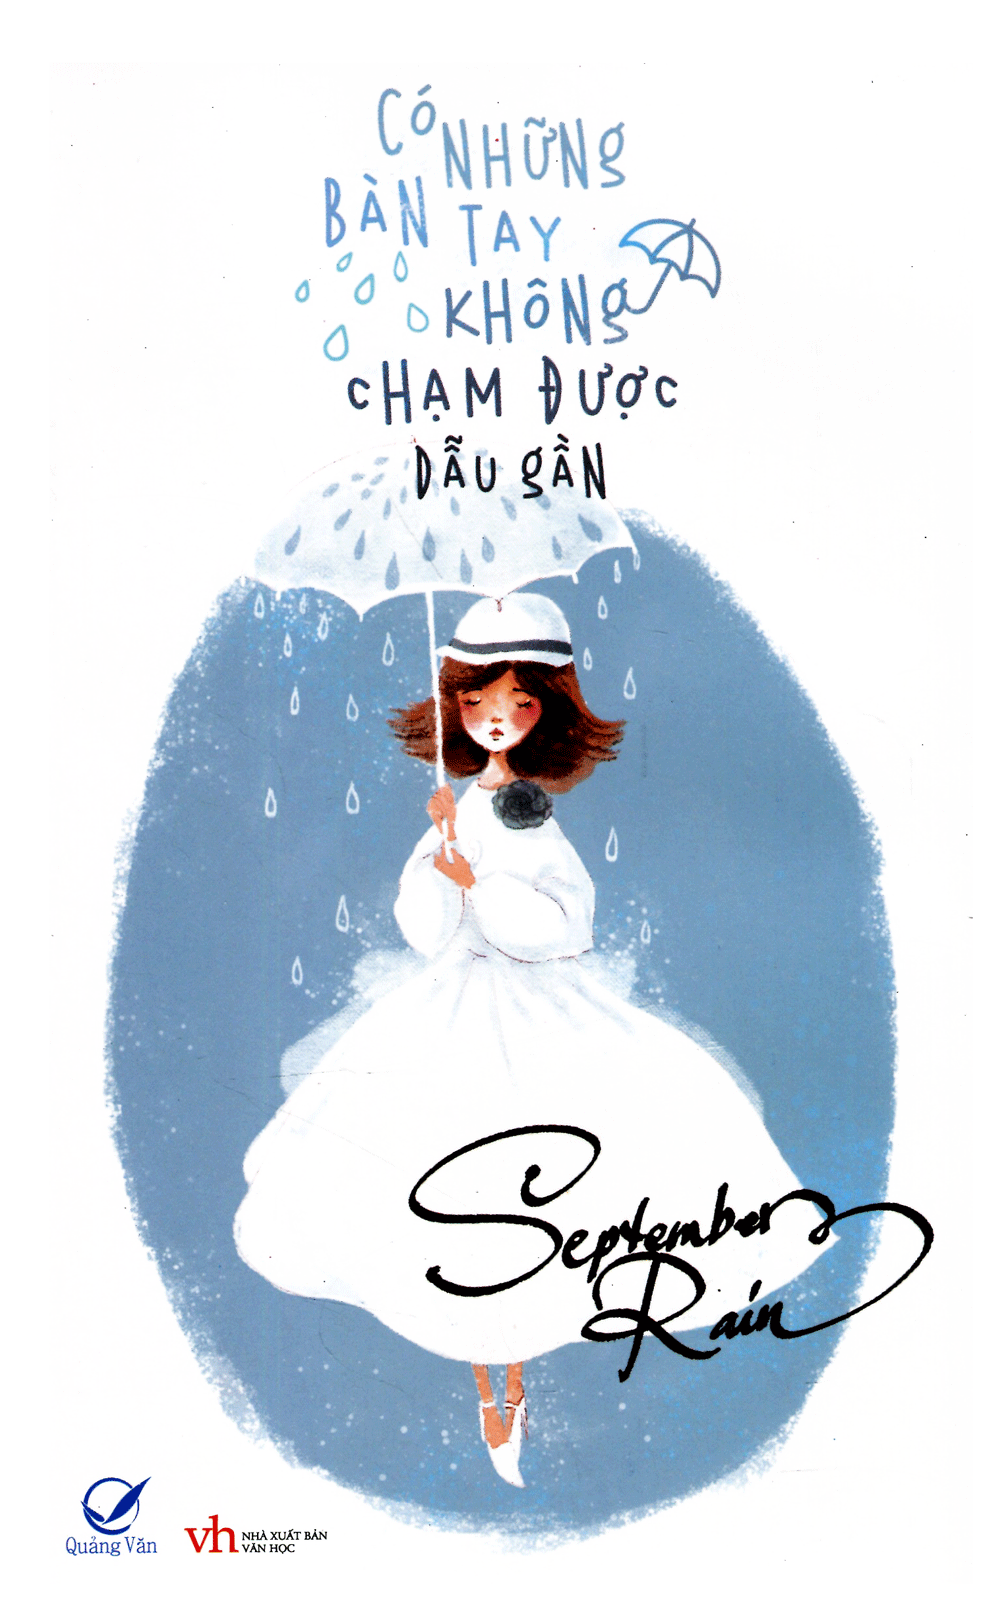 CÓ NHỮNG
BÀN TAY
KHÔNG
CHẠM ĐƯỢC
DẪU GẦN
September
Rain
Quảng Văn
vh NHÀ XUẤT BẢN
VĂN HỌC